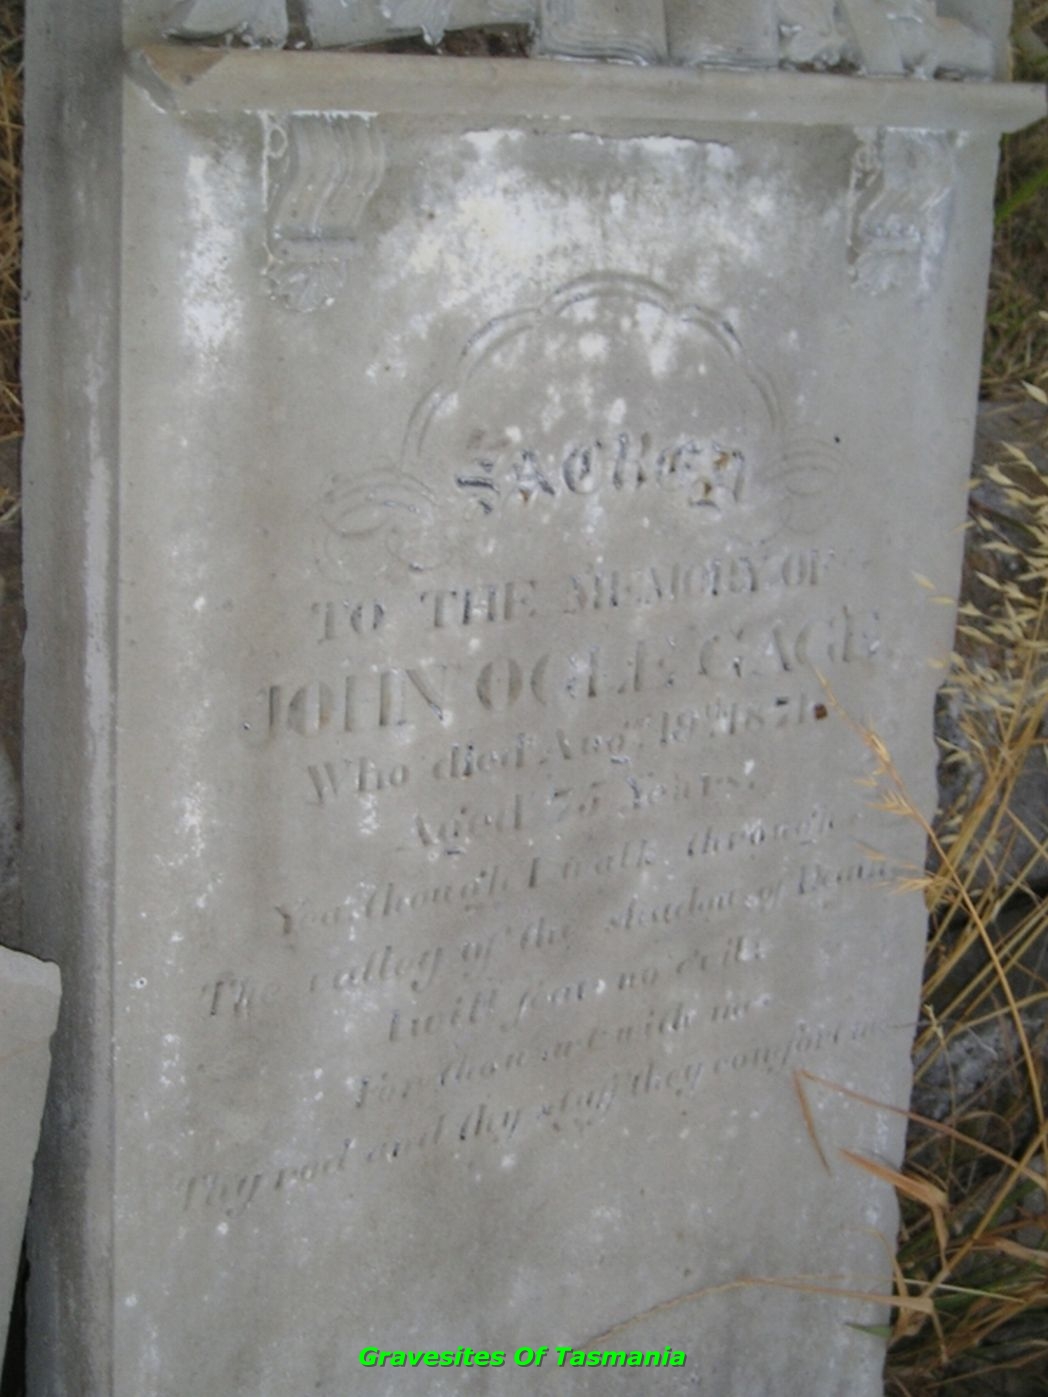 SACRED
TO THE MEMORY OF
JOHN OGLE GAGE
Who died Augst 19th 1871
Aged 75 Years.
Yea though I walk through
The valley of the shadow of Death
I will fear no evil:
For thou art with me
Thy rod and thy staff they comfort me
Gravesites Of Tasmania